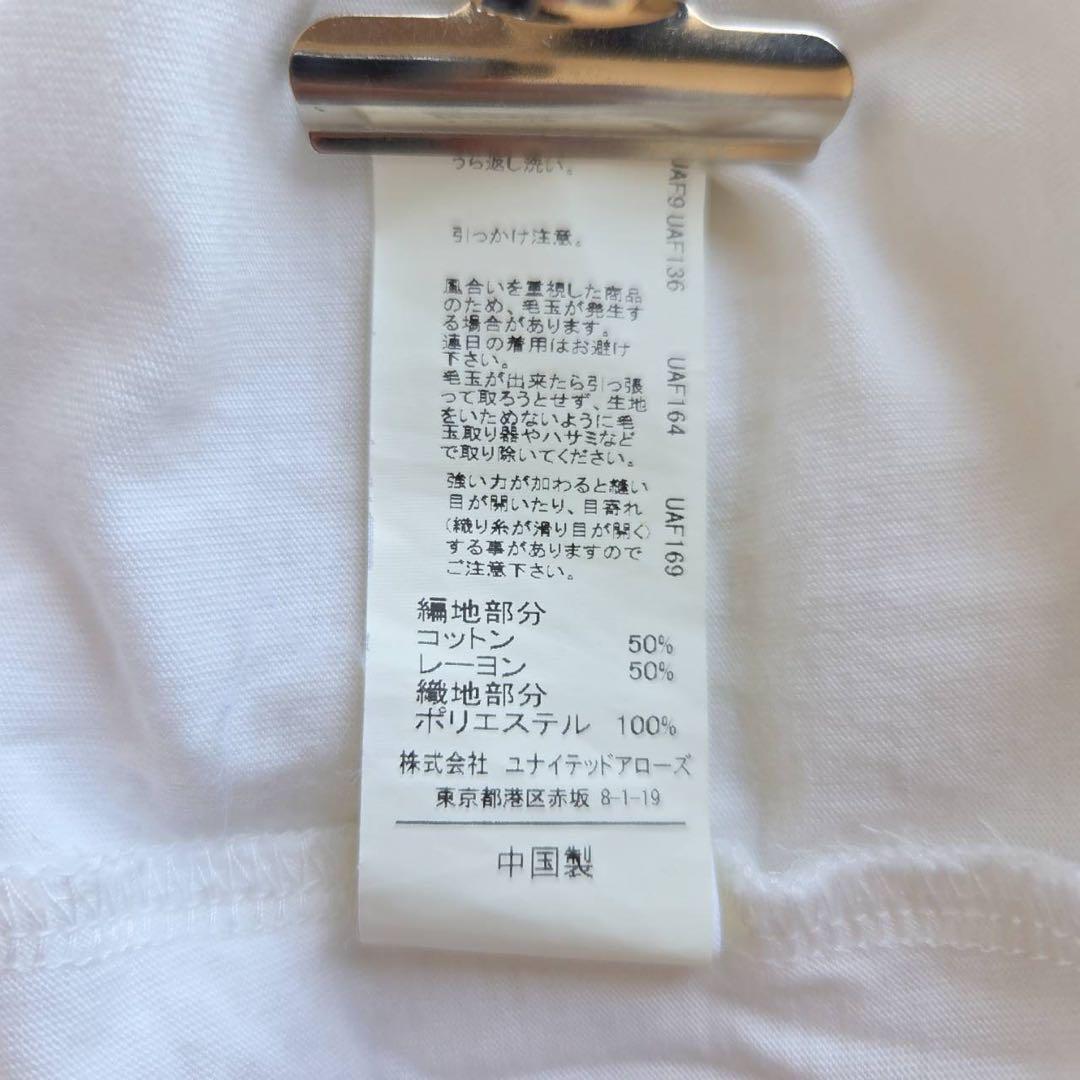 うら返し洗い。
引っかけ注意。
風合いを重視した商品
のため、毛玉が発生す
る場合があります。
連日の着用はお避け
下さい。
毛玉が出来たら引っ張
って取ろうとせず、生地
をいためないように毛
玉取り器やハサミなど
で取り除いてください。
強い力が加わると縫い
目が開いたり、目寄れ
(織り糸が滑り目が開く)
する事がありますので
ご注意下さい。
編地部分
コットン 50%
レーヨン 50%
織地部分
ポリエステル 100%
株式会社 ユナイテッドアローズ
東京都港区赤坂 8-1-19
中国製
UAF9 UAF136 UAF164 UAF169